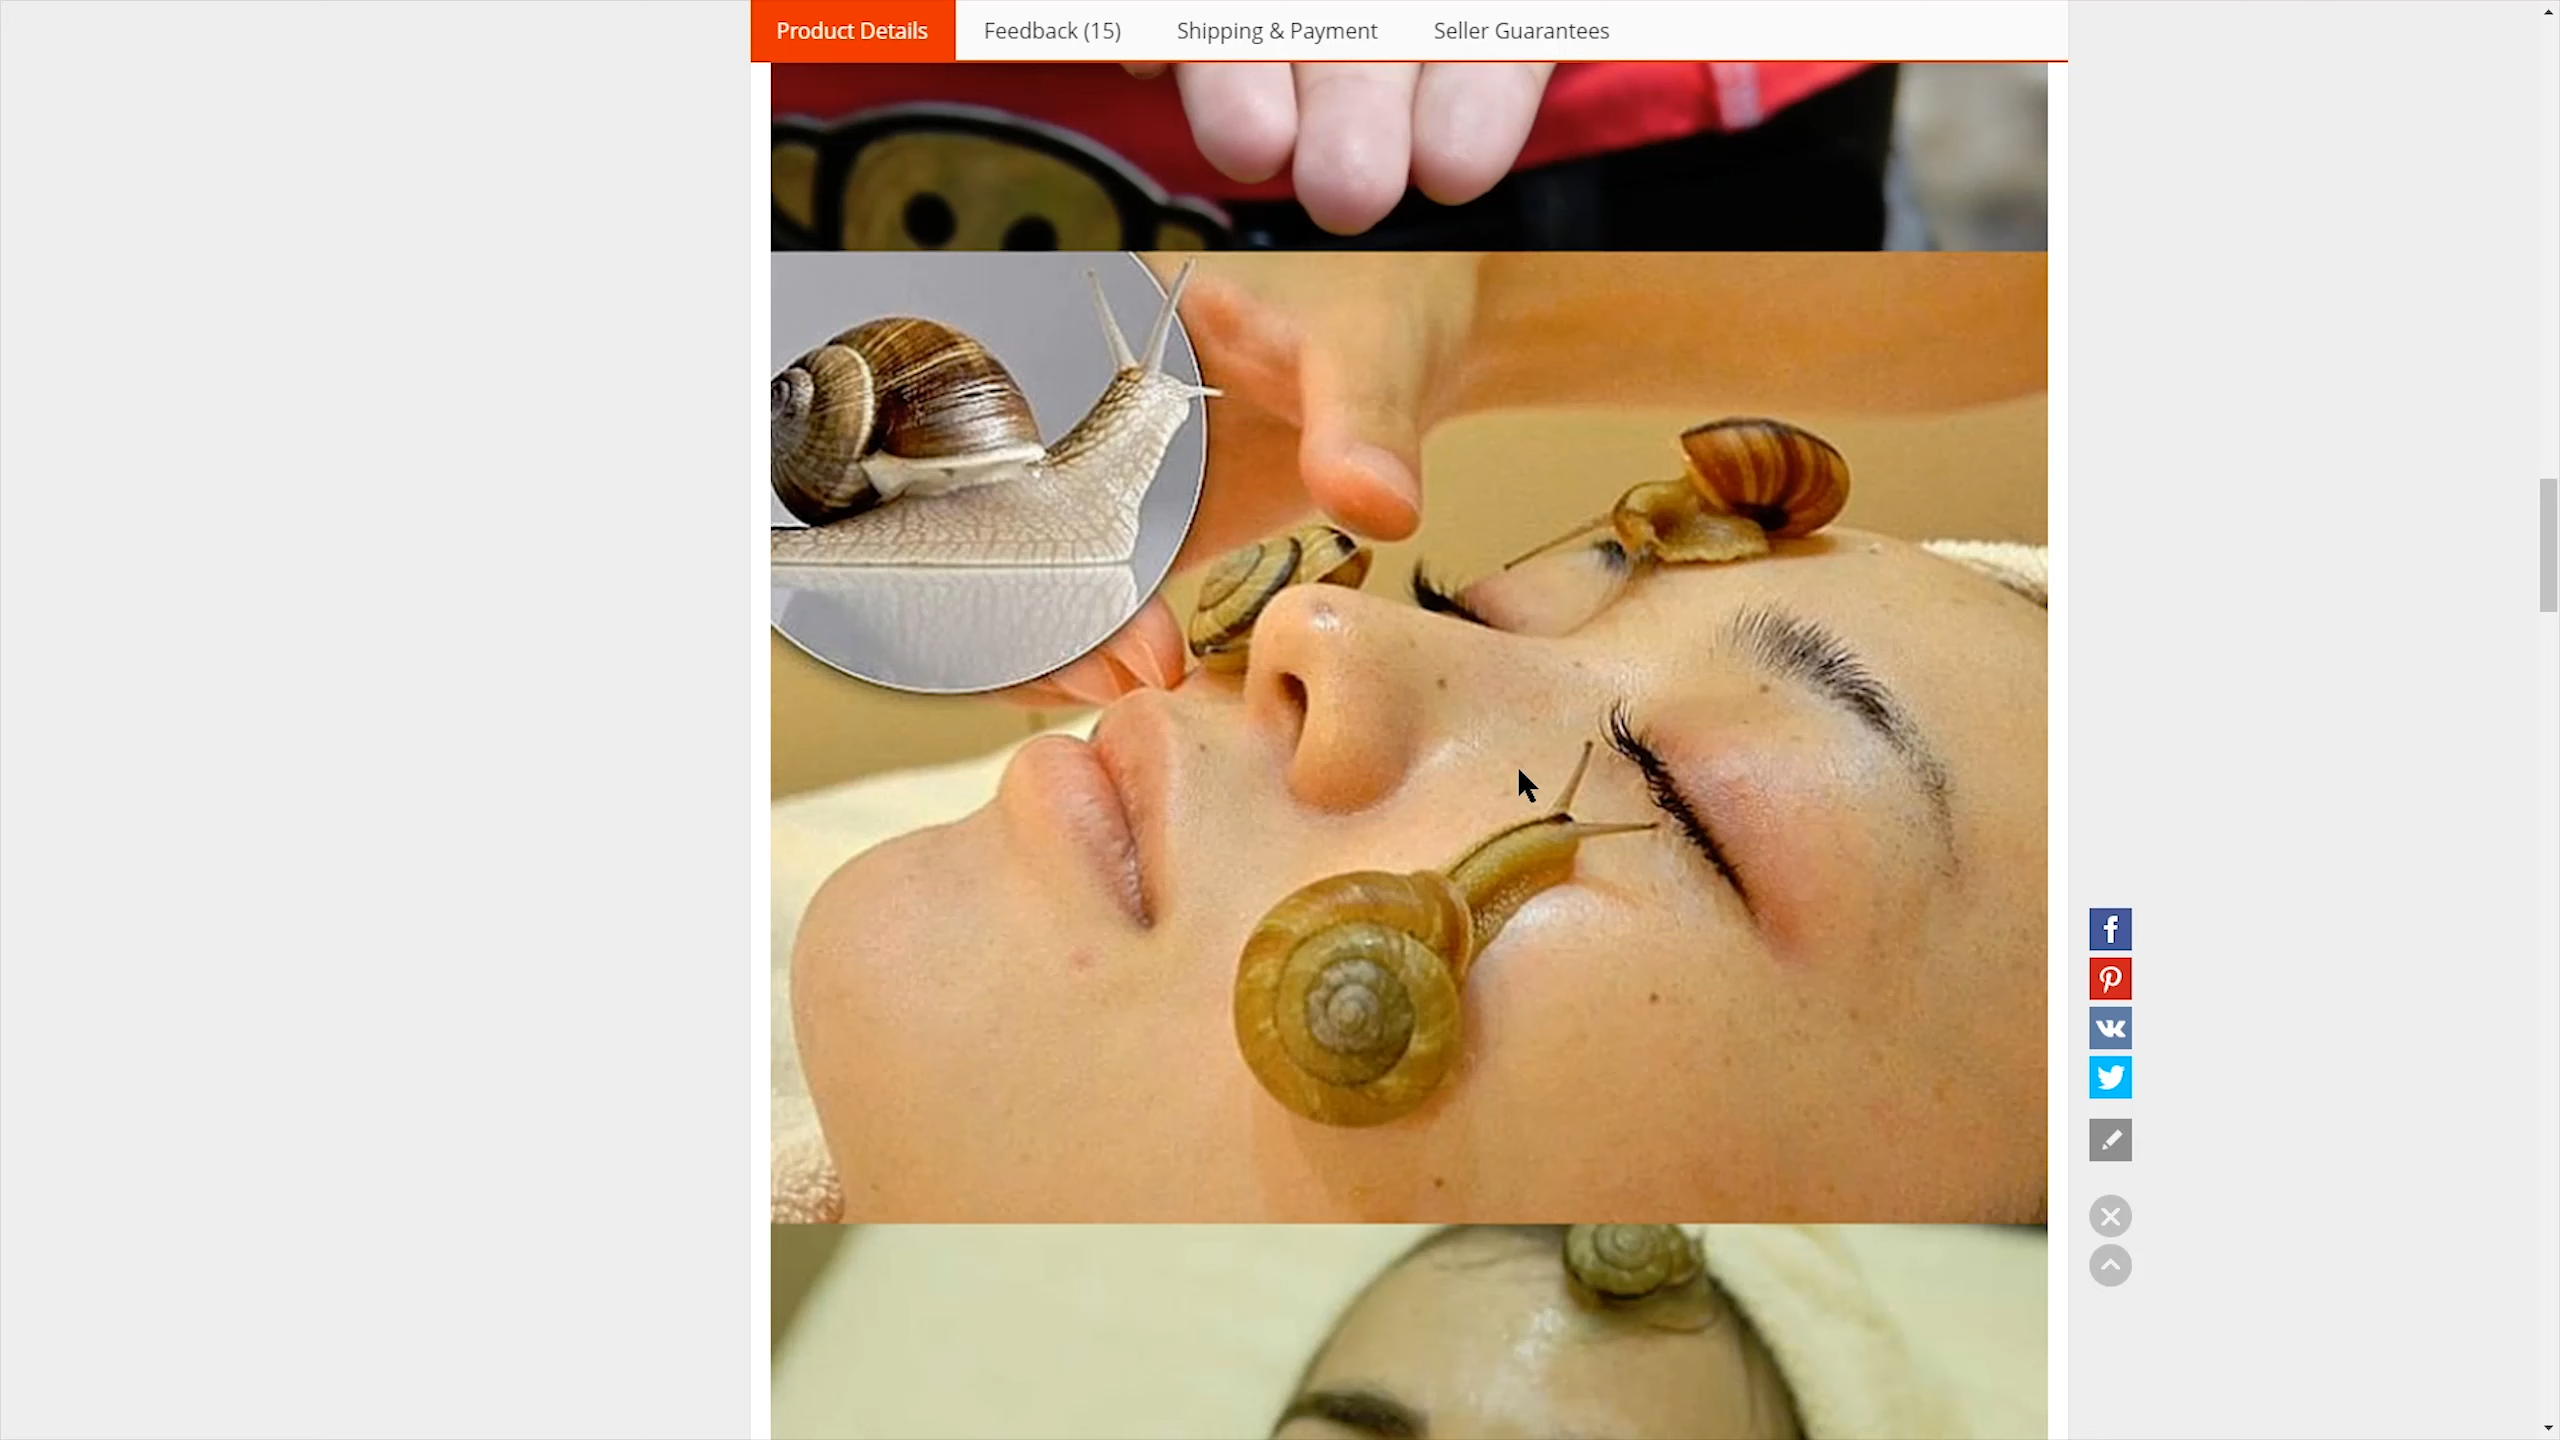 Product Details
Feedback (15)
Shipping & Payment
Seller Guarantees